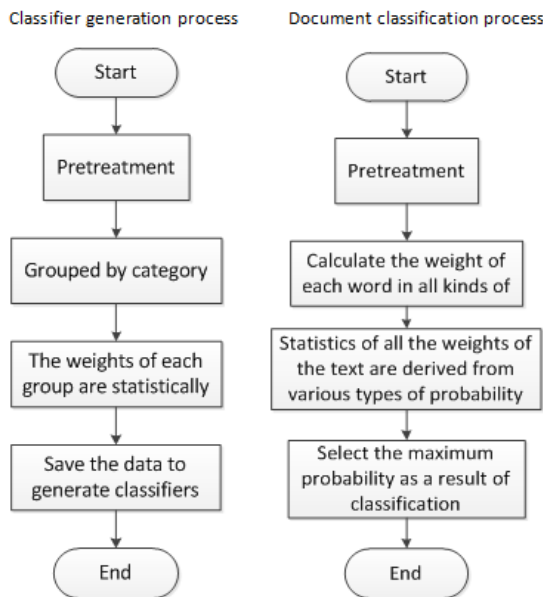 Classifier generation process
Start
Pretreatment
Grouped by category
The weights of each
group are statistically
Save the data to
generate classifiers
End
Document classification process
Start
Pretreatment
Calculate the weight of
each word in all kinds of
Statistics of all the weights of
the text are derived from
various types of probability
Select the maximum
probability as a result of
classification
End